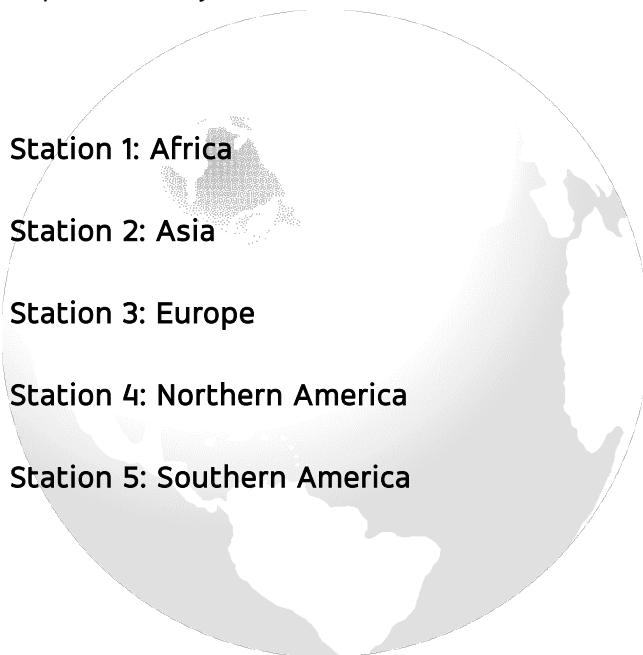 Station 1: Africa
Station 2: Asia
Station 3: Europe
Station 4: Northern America
Station 5: Southern America